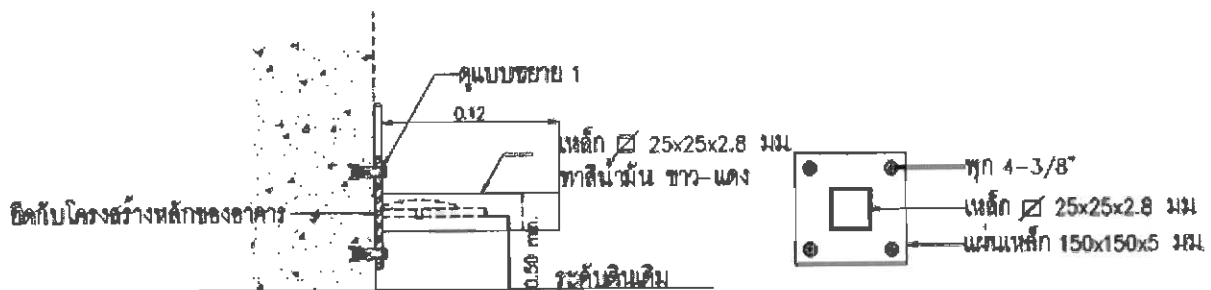 ดูแบบขยาย 1
0.12
เหล็ก 25x25x2.8 มม.
ทาสีน้ำมัน ขาว-แดง
ยึดกับโครงสร้างหลักของอาคาร
0.50 min.
ระดับดินเดิม
พุก 4-3/8"
เหล็ก 25x25x2.8 มม
แผ่นเหล็ก 150x150x5 มม.